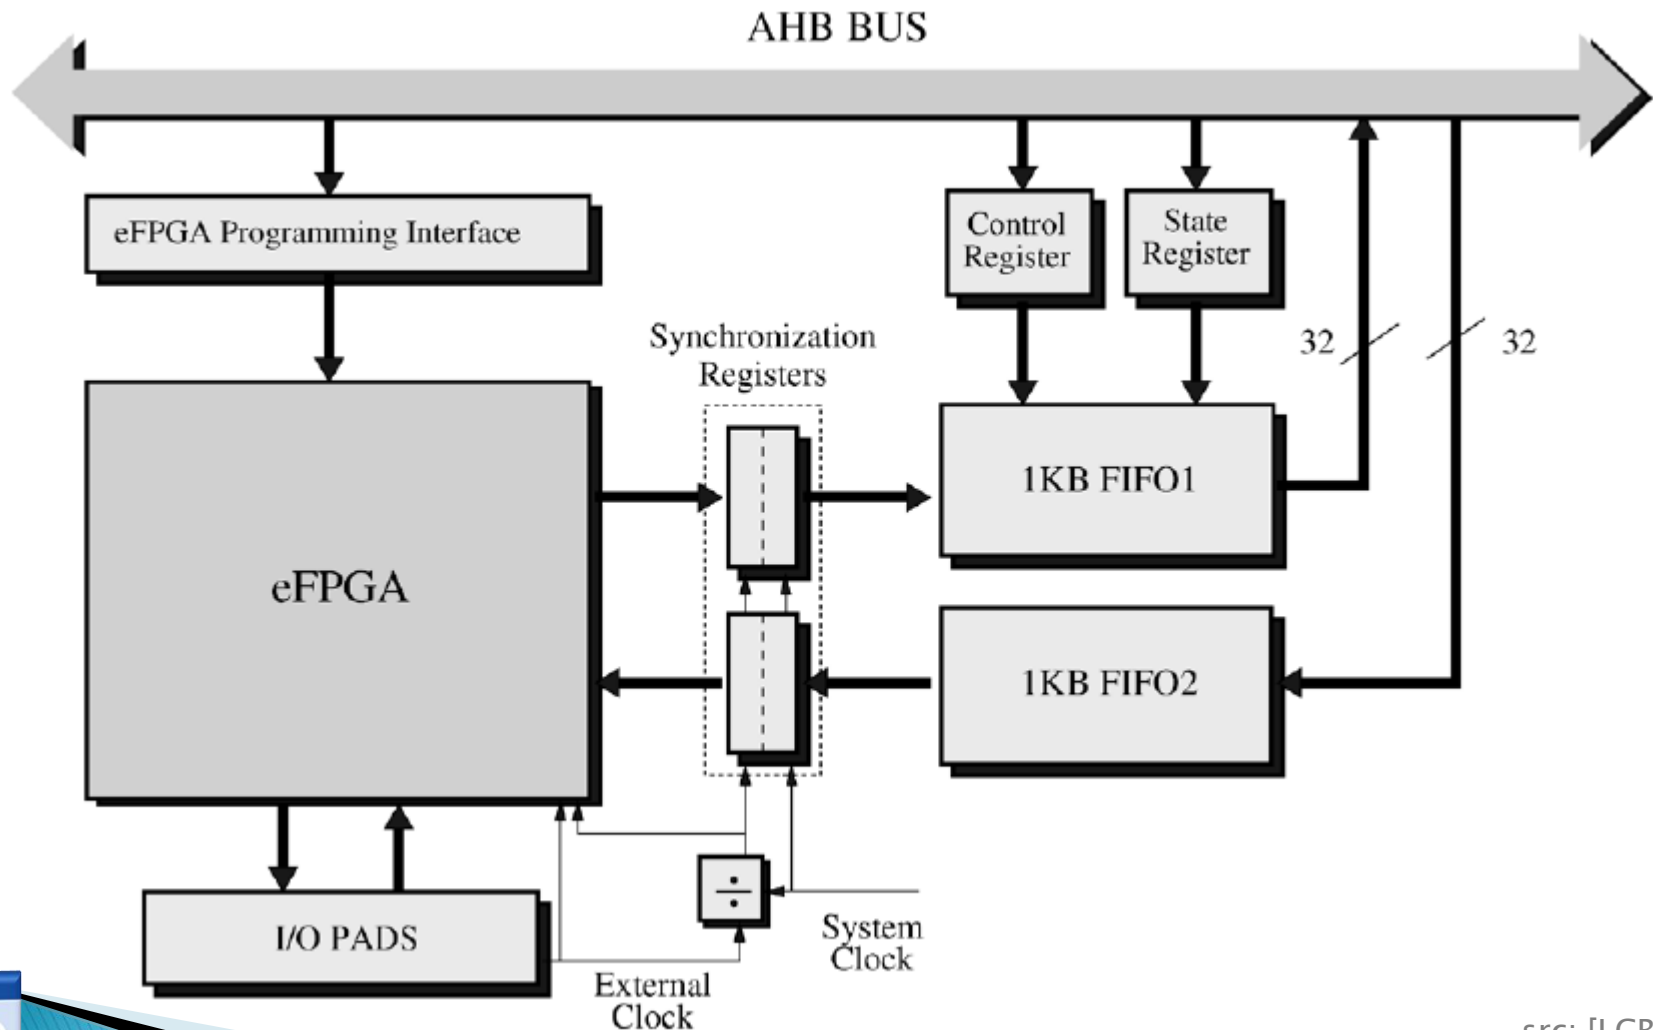 AHB BUS
eFPGA Programming Interface
Control
Register
State
Register
Synchronization
Registers
32
32
eFPGA
1KB FIFO1
1KB FIFO2
÷
I/O PADS
System
Clock
External
Clock
src: